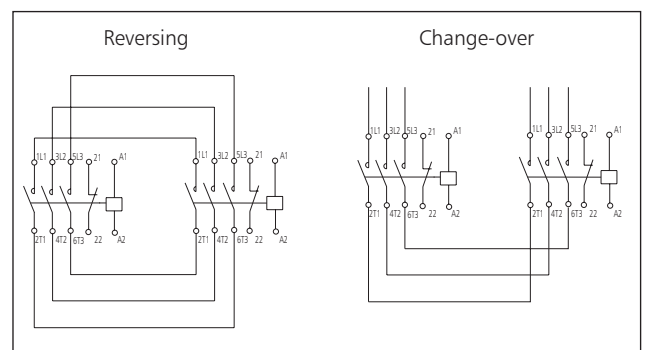 Reversing Change-over
1L1 3L2 5L3 21 A1 1L1 3L2 5L3 21 A1
2T1 4T2 6T3 22 A2 2T1 4T2 6T3 22 A2
1L1 3L2 5L3 21 A1 1L1 3L2 5L3 21 A1
2T1 4T2 6T3 22 A2 2T1 4T2 6T3 22 A2